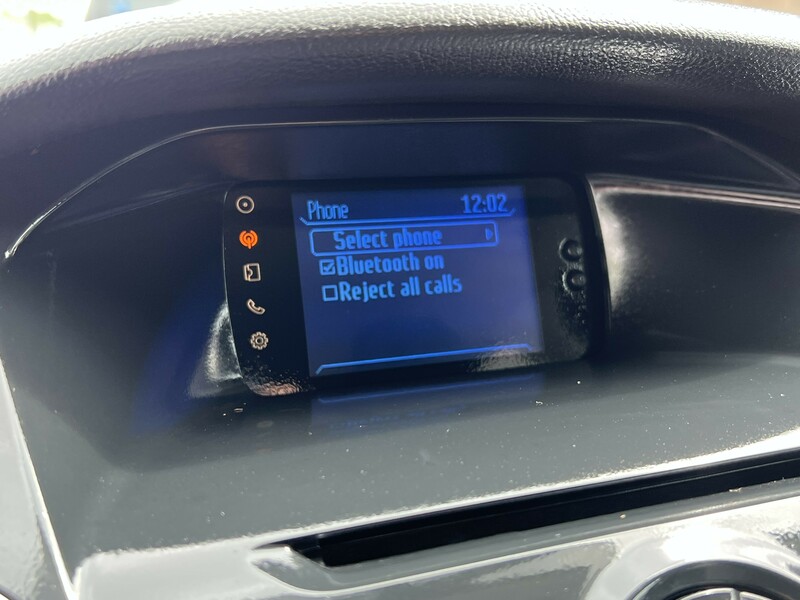 Phone 12:02
Select phone
Bluetooth on
Reject all calls